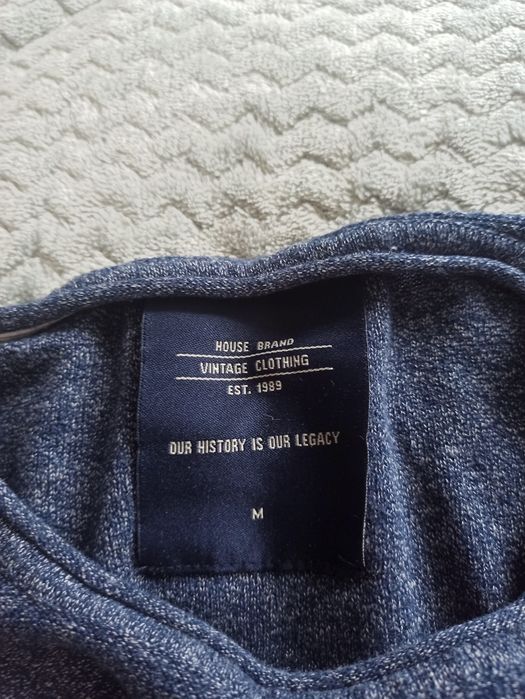 HOUSE BRAND
VINTAGE CLOTHING
EST. 1989
OUR HISTORY IS OUR LEGACY
M